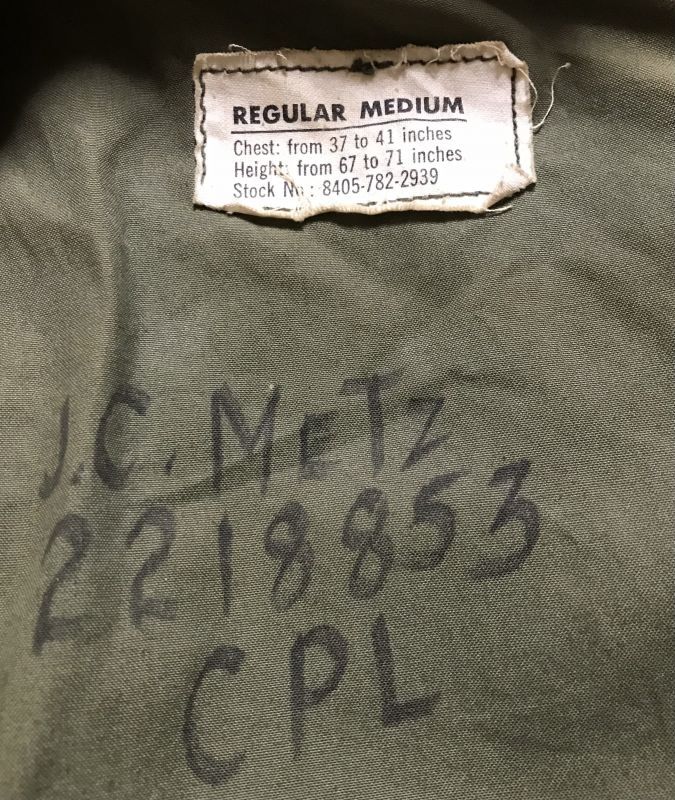 REGULAR MEDIUM
Chest: from 37 to 41 inches
Height: from 67 to 71 inches
Stock No: 8405-782-2939
J.C. MeTz
2218853
CPL